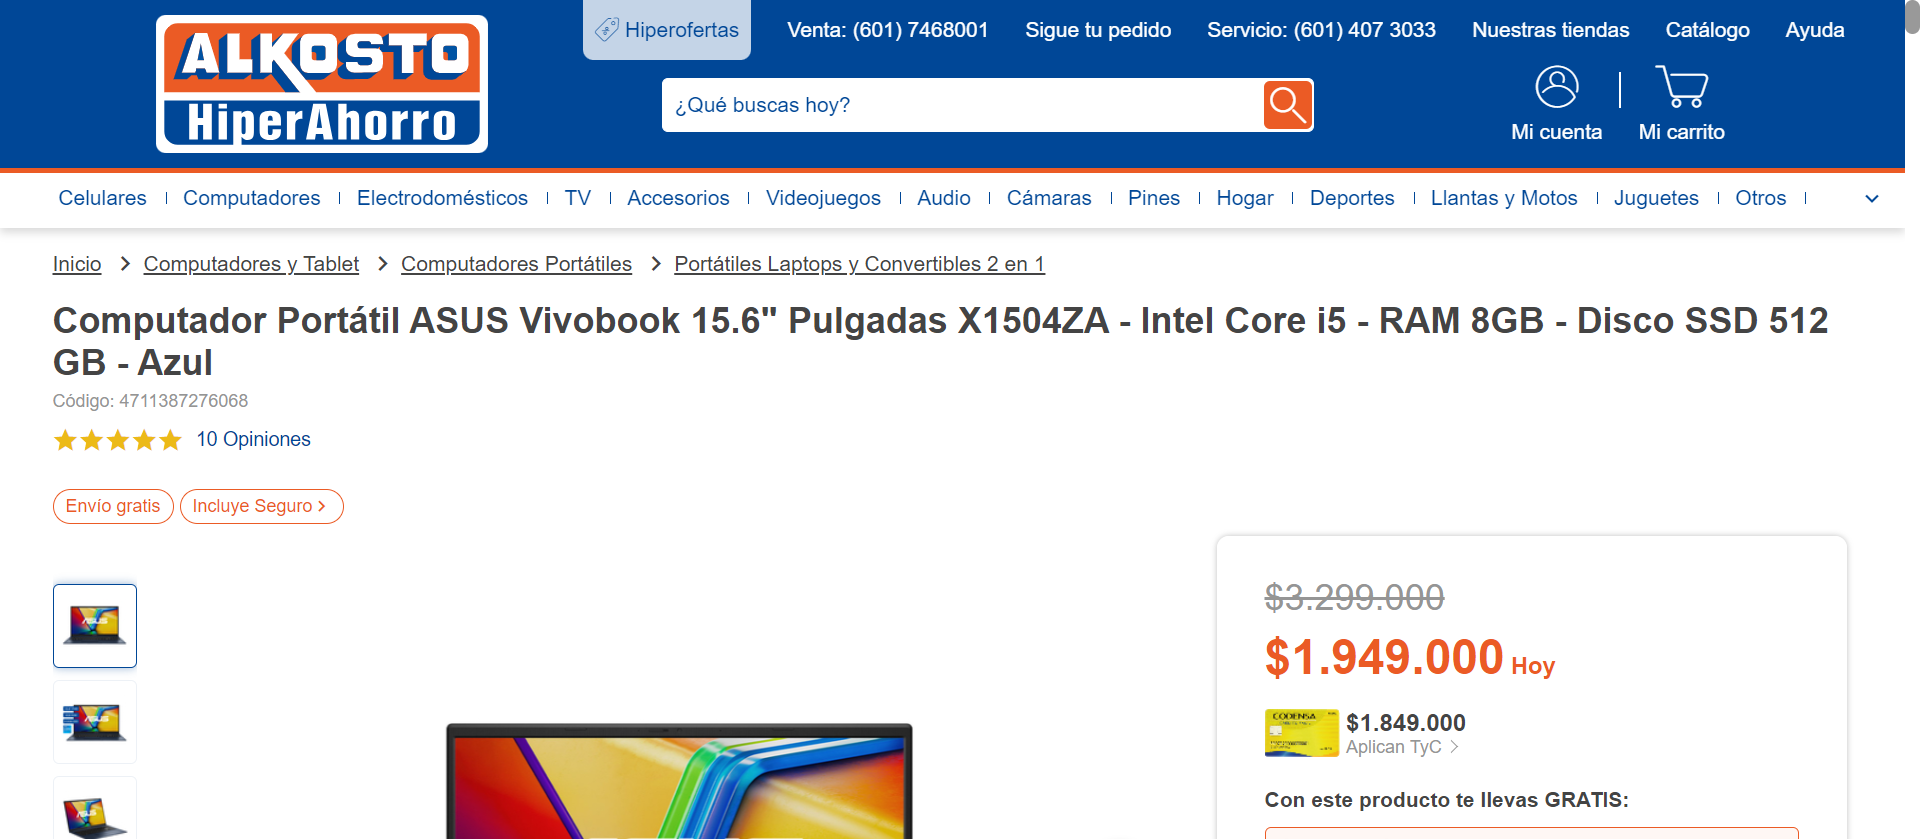 ALKOSTO
HiperAhorro
Hiperofertas
Venta: (601) 7468001
Sigue tu pedido
Servicio: (601) 407 3033
Nuestras tiendas
Catálogo
Ayuda
¿Qué buscas hoy?
Mi cuenta
Mi carrito
Celulares
Computadores
Electrodomésticos
TV
Accesorios
Videojuegos
Audio
Cámaras
Pines
Hogar
Deportes
Llantas y Motos
Juguetes
Otros
Inicio
Computadores y Tablet
Computadores Portátiles
Portátiles Laptops y Convertibles 2 en 1
Computador Portátil ASUS Vivobook 15.6" Pulgadas X1504ZA - Intel Core i5 - RAM 8GB - Disco SSD 512
GB - Azul
Código: 4711387276068
10 Opiniones
Envío gratis
Incluye Seguro
ASUS
ASUS
$3.299.000
$1.949.000 Hoy
CODENSA
$1.849.000
Aplican TyC
Con este producto te llevas GRATIS: